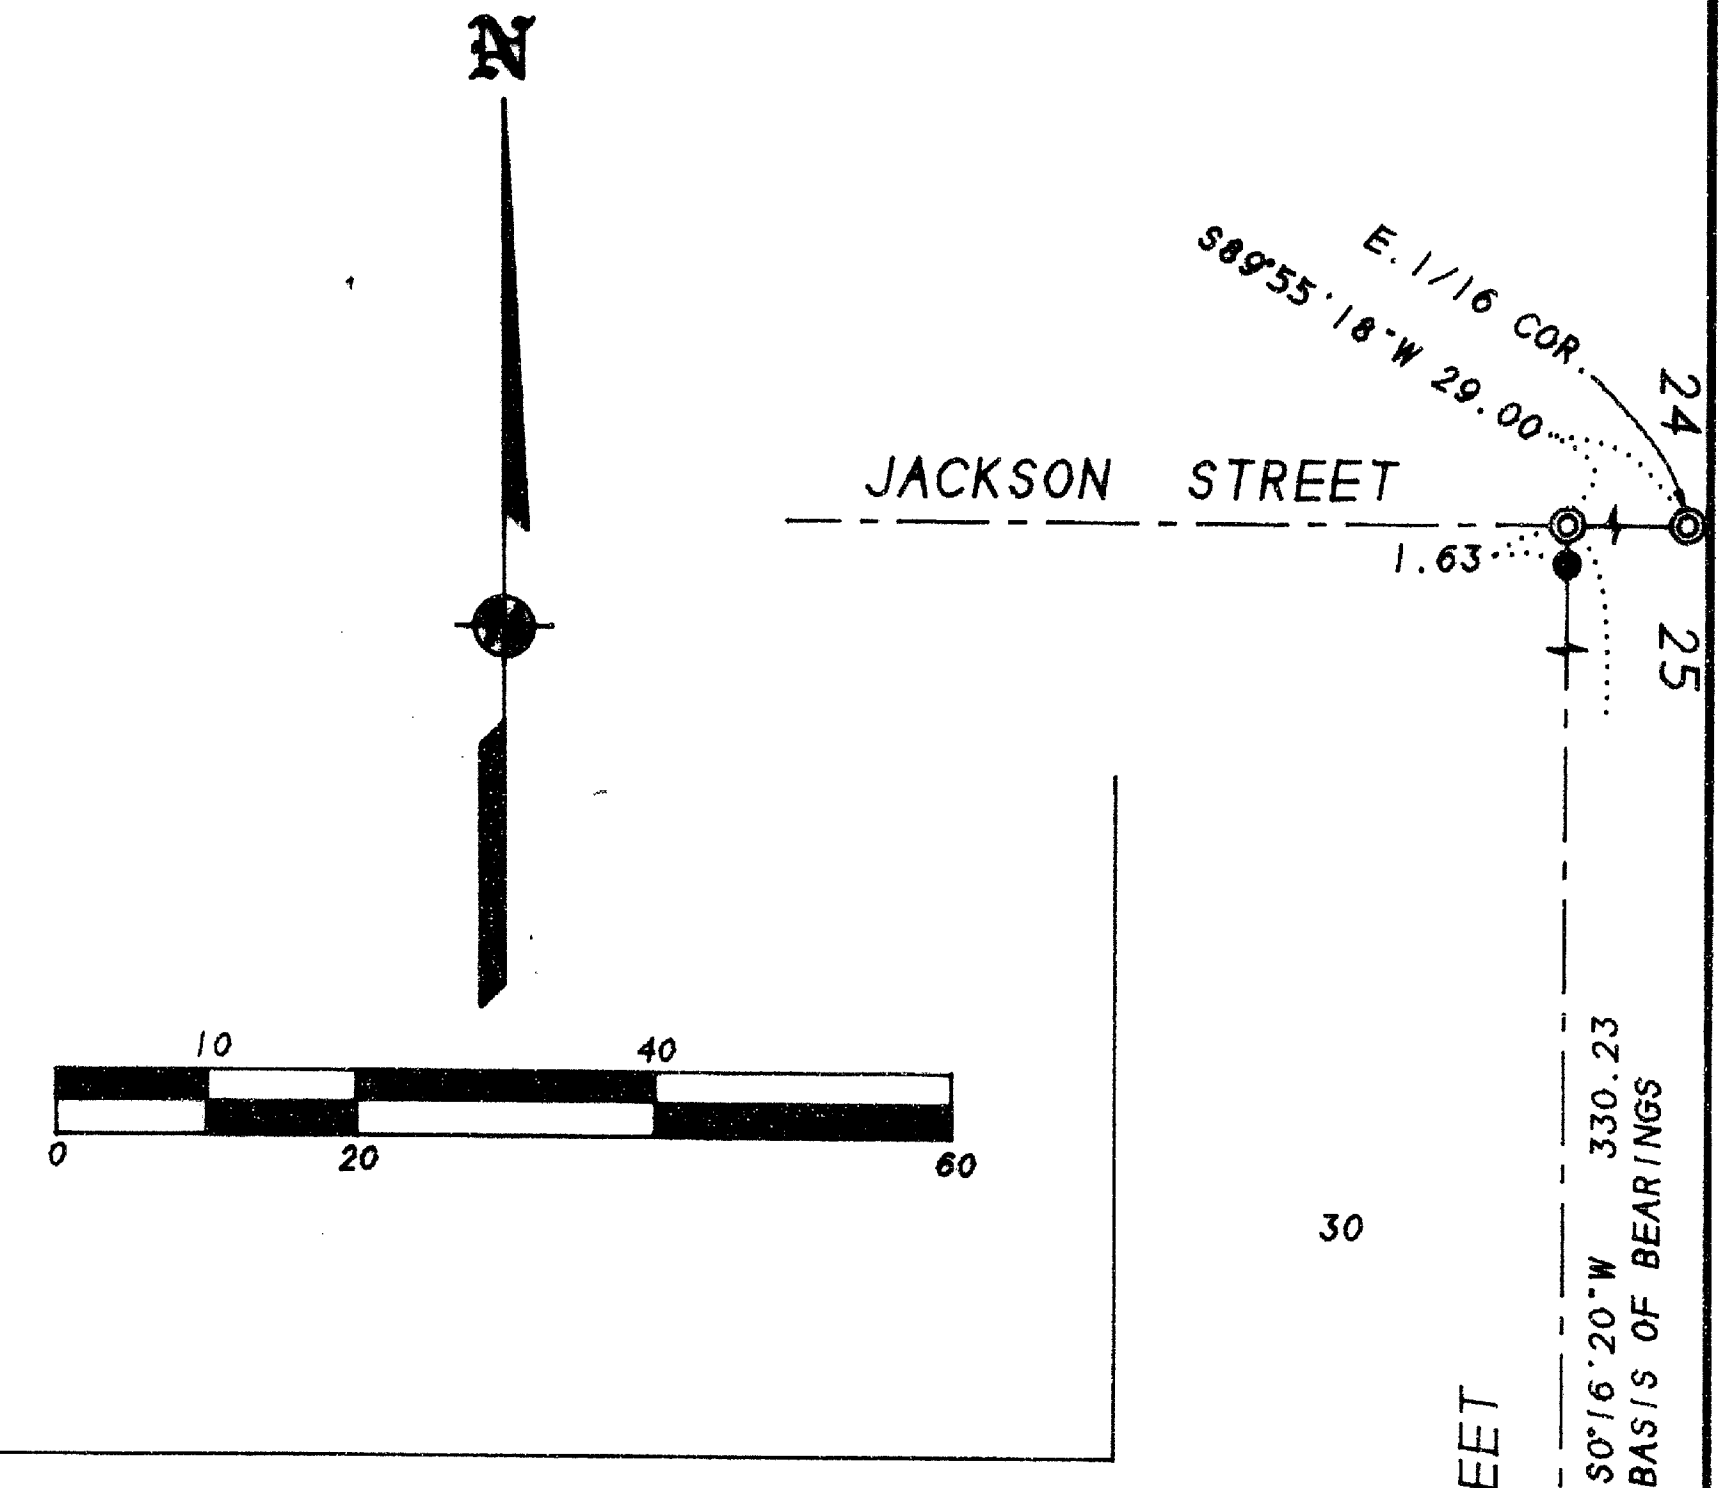 N
E. 1/16 COR.
S89°55'18"W 29.00
24
JACKSON STREET
1.63
25
10
40
0
20
60
30
S0°16'20"W 330.23
BASIS OF BEARINGS
EET